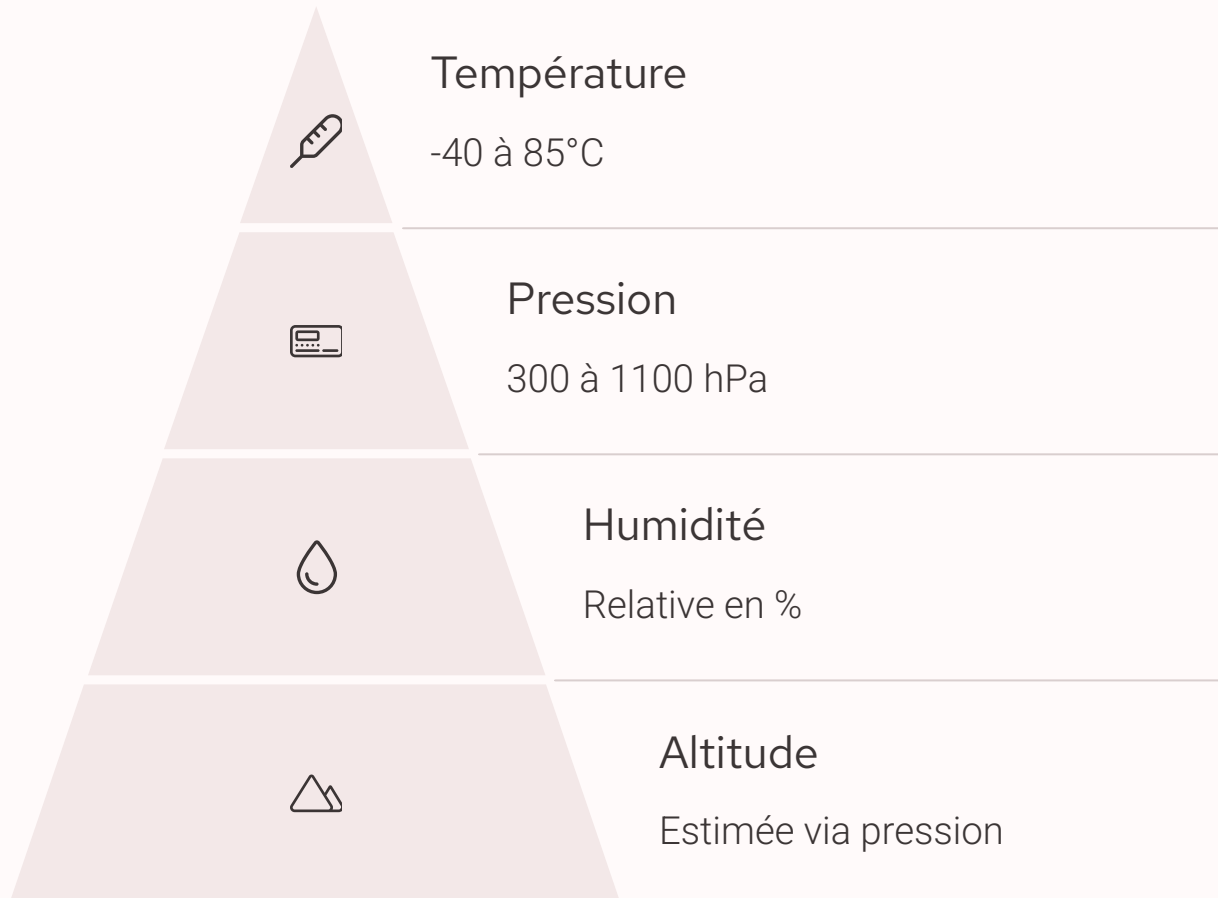 Température
-40 à 85°C
Pression
300 à 1100 hPa
Humidité
Relative en %
Altitude
Estimée via pression